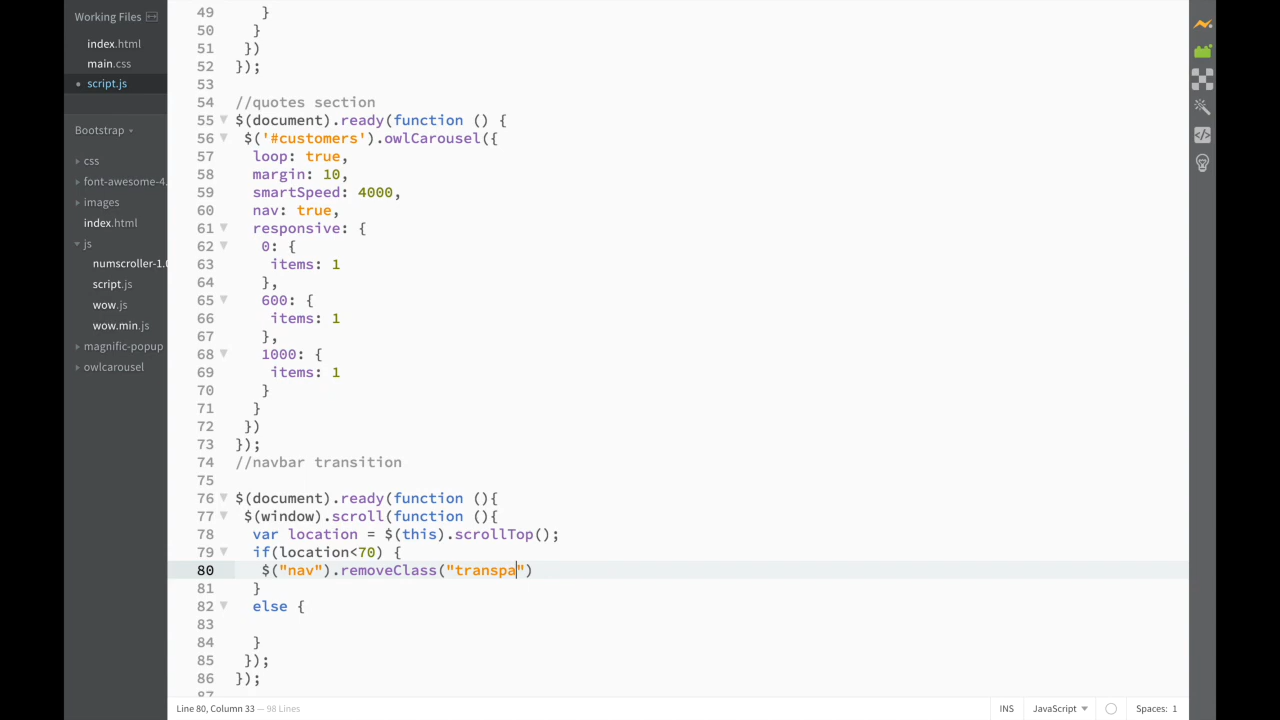 Working Files
index.html
main.css
script.js
Bootstrap
css
font-awesome-4.
images
index.html
js
numscroller-1.0
script.js
wow.js
wow.min.js
magnific-popup
owlcarousel
49 }
50 }
51 })
52 });
53
54 //quotes section
55 $(document).ready(function () {
56 $('#customers').owlCarousel({
57 loop: true,
58 margin: 10,
59 smartSpeed: 4000,
60 nav: true,
61 responsive: {
62 0: {
63 items: 1
64 },
65 600: {
66 items: 1
67 },
68 1000: {
69 items: 1
70 }
71 }
72 })
73 });
74 //navbar transition
75
76 $(document).ready(function (){
77 $(window).scroll(function (){
78 var location = $(this).scrollTop();
79 if(location<70) {
80 $("nav").removeClass("transpa")
81 }
82 else {
83
84 }
85 });
86 });
87
Line 80, Column 33 — 98 Lines
INS JavaScript Spaces: 1